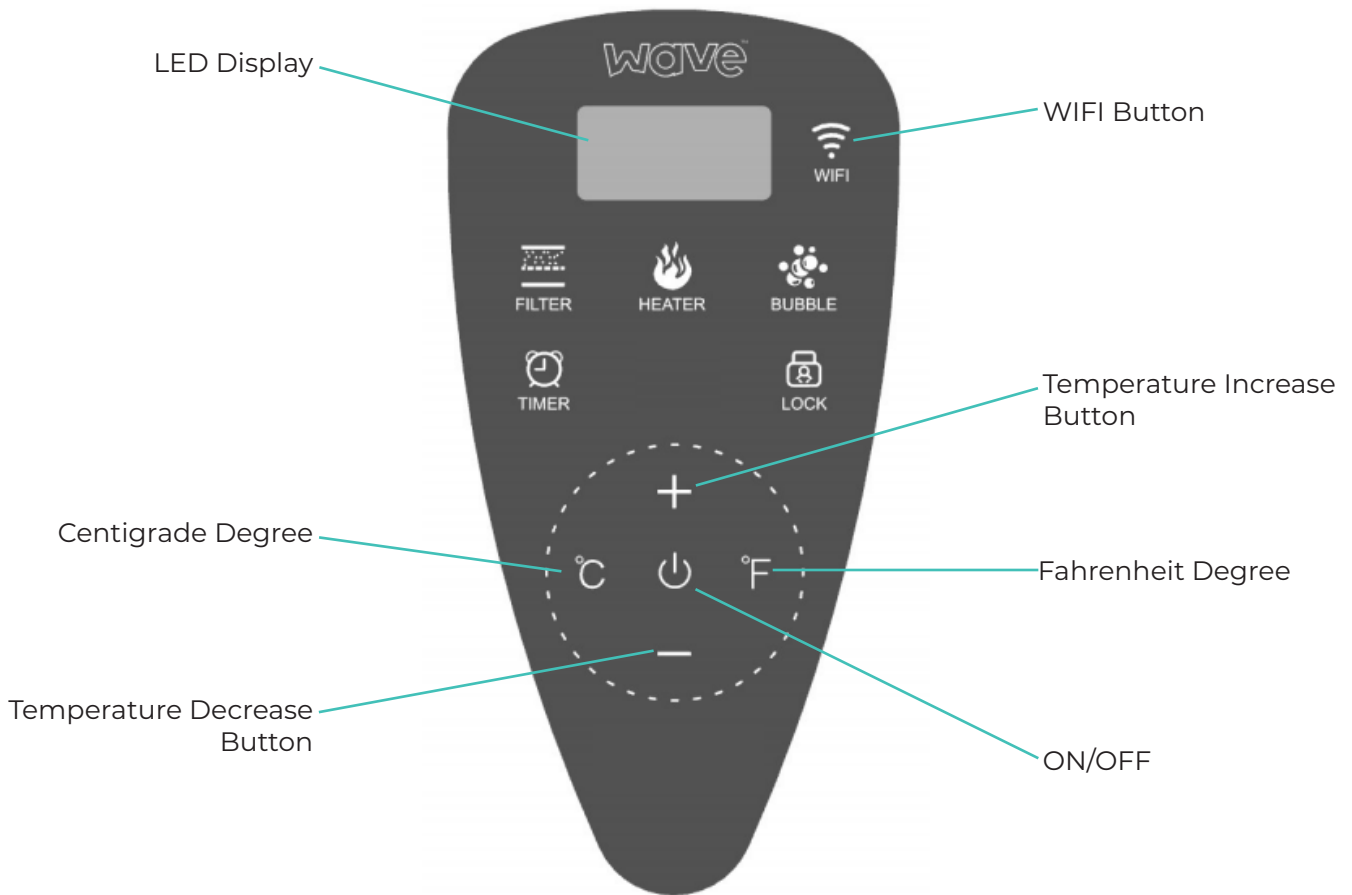 wave™
LED Display
WIFI Button
WIFI
FILTER
HEATER
BUBBLE
TIMER
LOCK
Temperature Increase
Button
+
Centigrade Degree
°C
°F
Fahrenheit Degree
−
Temperature Decrease
Button
ON/OFF